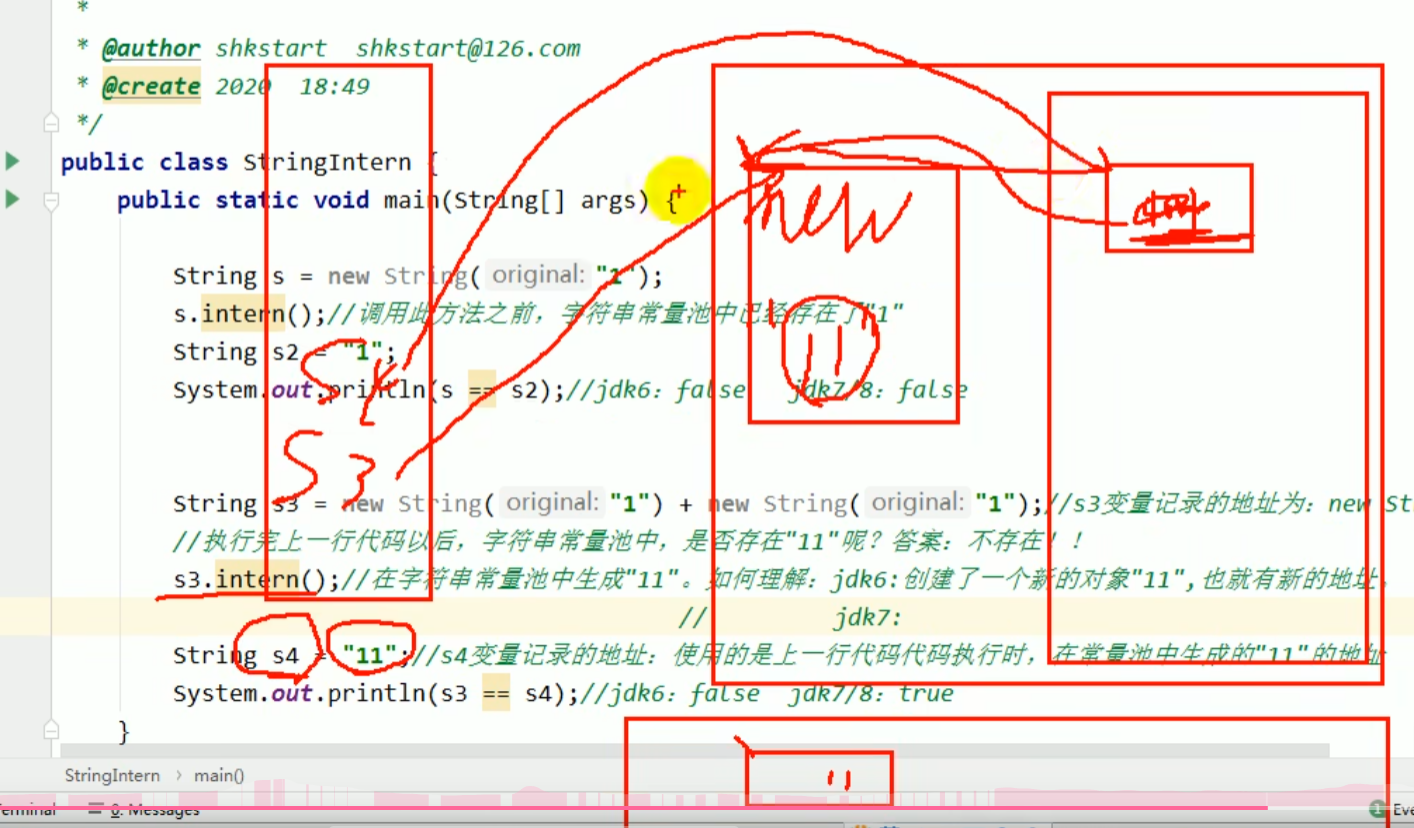 *
* @author shkstart  shkstart@126.com
* @create 2020  18:49
*/
public class StringIntern {
public static void main(String[] args) {
String s = new String( original: "1");
s.intern();//调用此方法之前，字符串常量池中已经存在了"1"
String s2 = "1";
System.out.println(s == s2);//jdk6：false   jdk7/8：false
String s3 = new String( original: "1") + new String( original: "1");//s3变量记录的地址为：new St
//执行完上一行代码以后，字符串常量池中，是否存在"11"呢？答案：不存在！！
s3.intern();//在字符串常量池中生成"11"。如何理解：jdk6:创建了一个新的对象"11",也就有新的地址。
//         jdk7:
String s4 = "11";//s4变量记录的地址：使用的是上一行代码代码执行时，在常量池中生成的"11"的地址
System.out.println(s3 == s4);//jdk6：false  jdk7/8：true
}
new
"11"
S4
S3
11
StringIntern › main()
Terminal
0: Messages
1 Eve